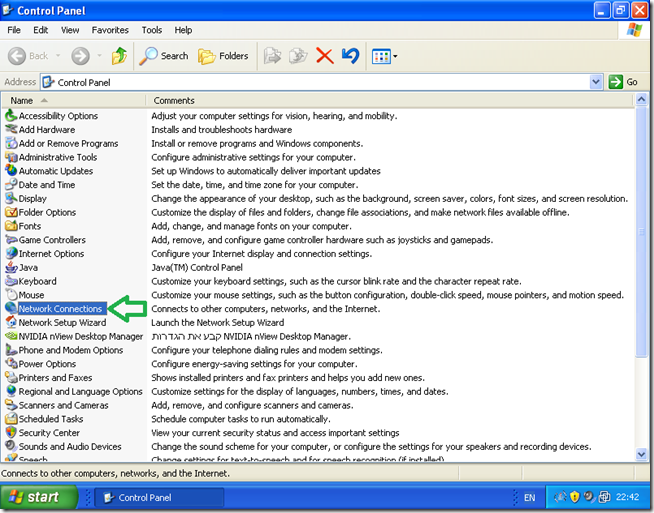 Control Panel
File Edit View Favorites Tools Help
Back Search Folders
Address Control Panel Go
Name Comments
Accessibility Options Adjust your computer settings for vision, hearing, and mobility.
Add Hardware Installs and troubleshoots hardware
Add or Remove Programs Install or remove programs and Windows components.
Administrative Tools Configure administrative settings for your computer.
Automatic Updates Set up Windows to automatically deliver important updates
Date and Time Set the date, time, and time zone for your computer.
Display Change the appearance of your desktop, such as the background, screen saver, colors, font sizes, and screen resolution.
Folder Options Customize the display of files and folders, change file associations, and make network files available offline.
Fonts Add, change, and manage fonts on your computer.
Game Controllers Add, remove, and configure game controller hardware such as joysticks and gamepads.
Internet Options Configure your Internet display and connection settings.
Java Java(TM) Control Panel
Keyboard Customize your keyboard settings, such as the cursor blink rate and the character repeat rate.
Mouse Customize your mouse settings, such as the button configuration, double-click speed, mouse pointers, and motion speed.
Network Connections Connects to other computers, networks, and the Internet.
Network Setup Wizard Launch the Network Setup Wizard
NVIDIA nView Desktop Manager קבע את הגדרות NVIDIA nView Desktop Manager.
Phone and Modem Options Configure your telephone dialing rules and modem settings.
Power Options Configure energy-saving settings for your computer.
Printers and Faxes Shows installed printers and fax printers and helps you add new ones.
Regional and Language Options Customize settings for the display of languages, numbers, times, and dates.
Scanners and Cameras Add, remove, and configure scanners and cameras.
Scheduled Tasks Schedule computer tasks to run automatically.
Security Center View your current security status and access important settings
Sounds and Audio Devices Change the sound scheme for your computer, or configure the settings for your speakers and recording devices.
Speech Change settings for text-to-speech and for speech recognition (if installed).
Connects to other computers, networks, and the Internet.
start Control Panel EN 22:42